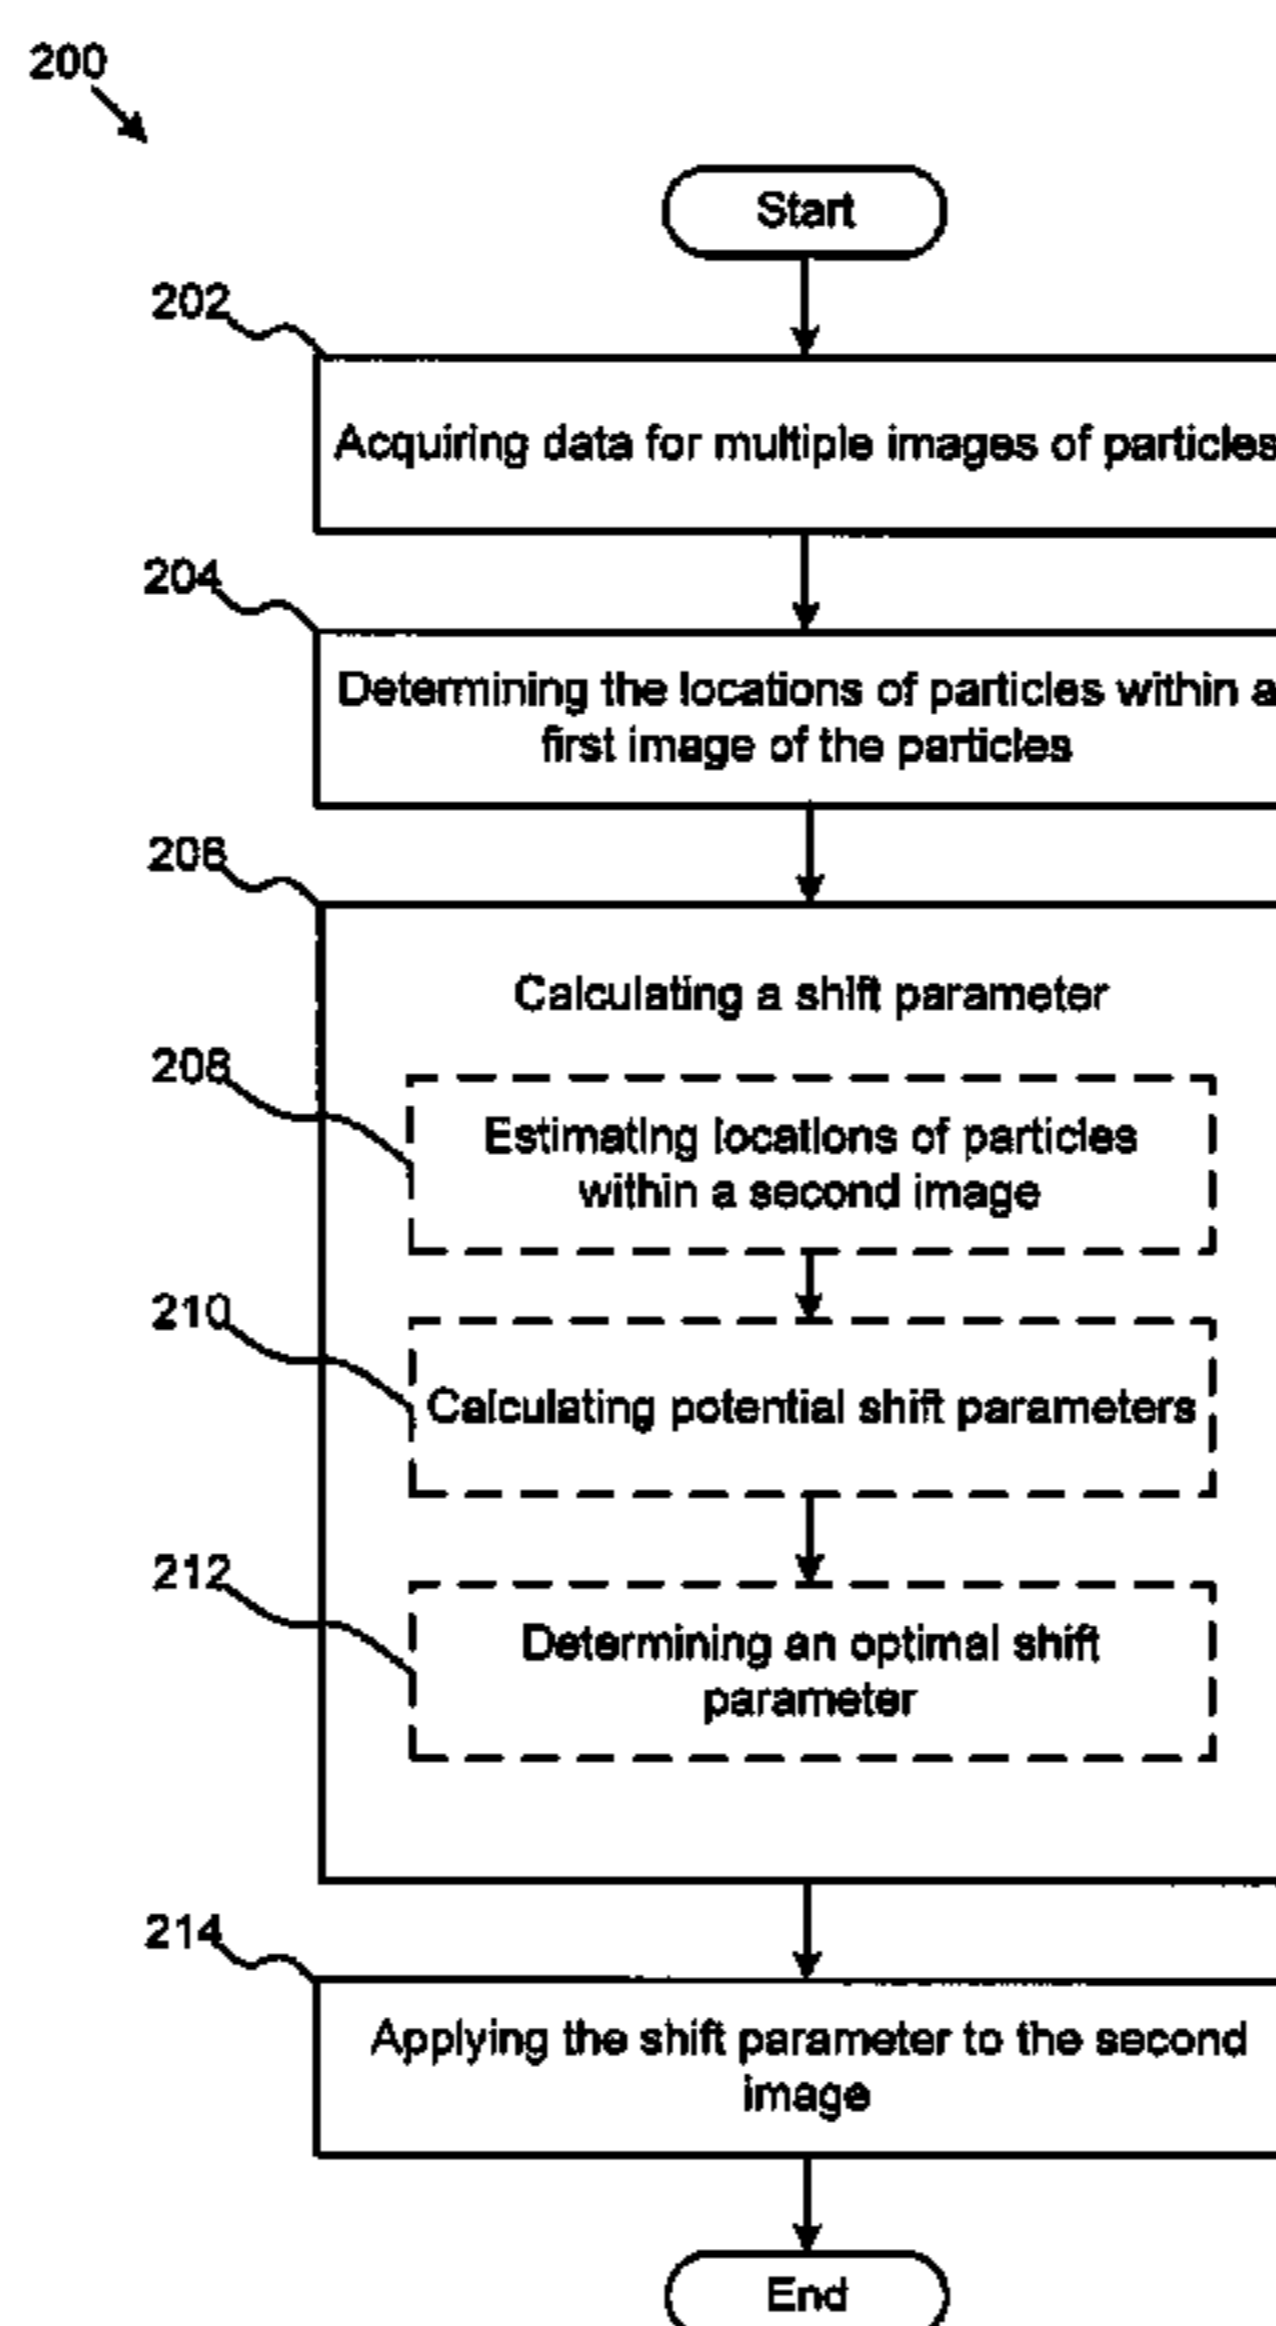 200
Start
202
Acquiring data for multiple images of particles
204
Determining the locations of particles within a
first image of the particles
206
Calculating a shift parameter
208
Estimating locations of particles
within a second image
210
Calculating potential shift parameters
212
Determining an optimal shift
parameter
214
Applying the shift parameter to the second
image
End